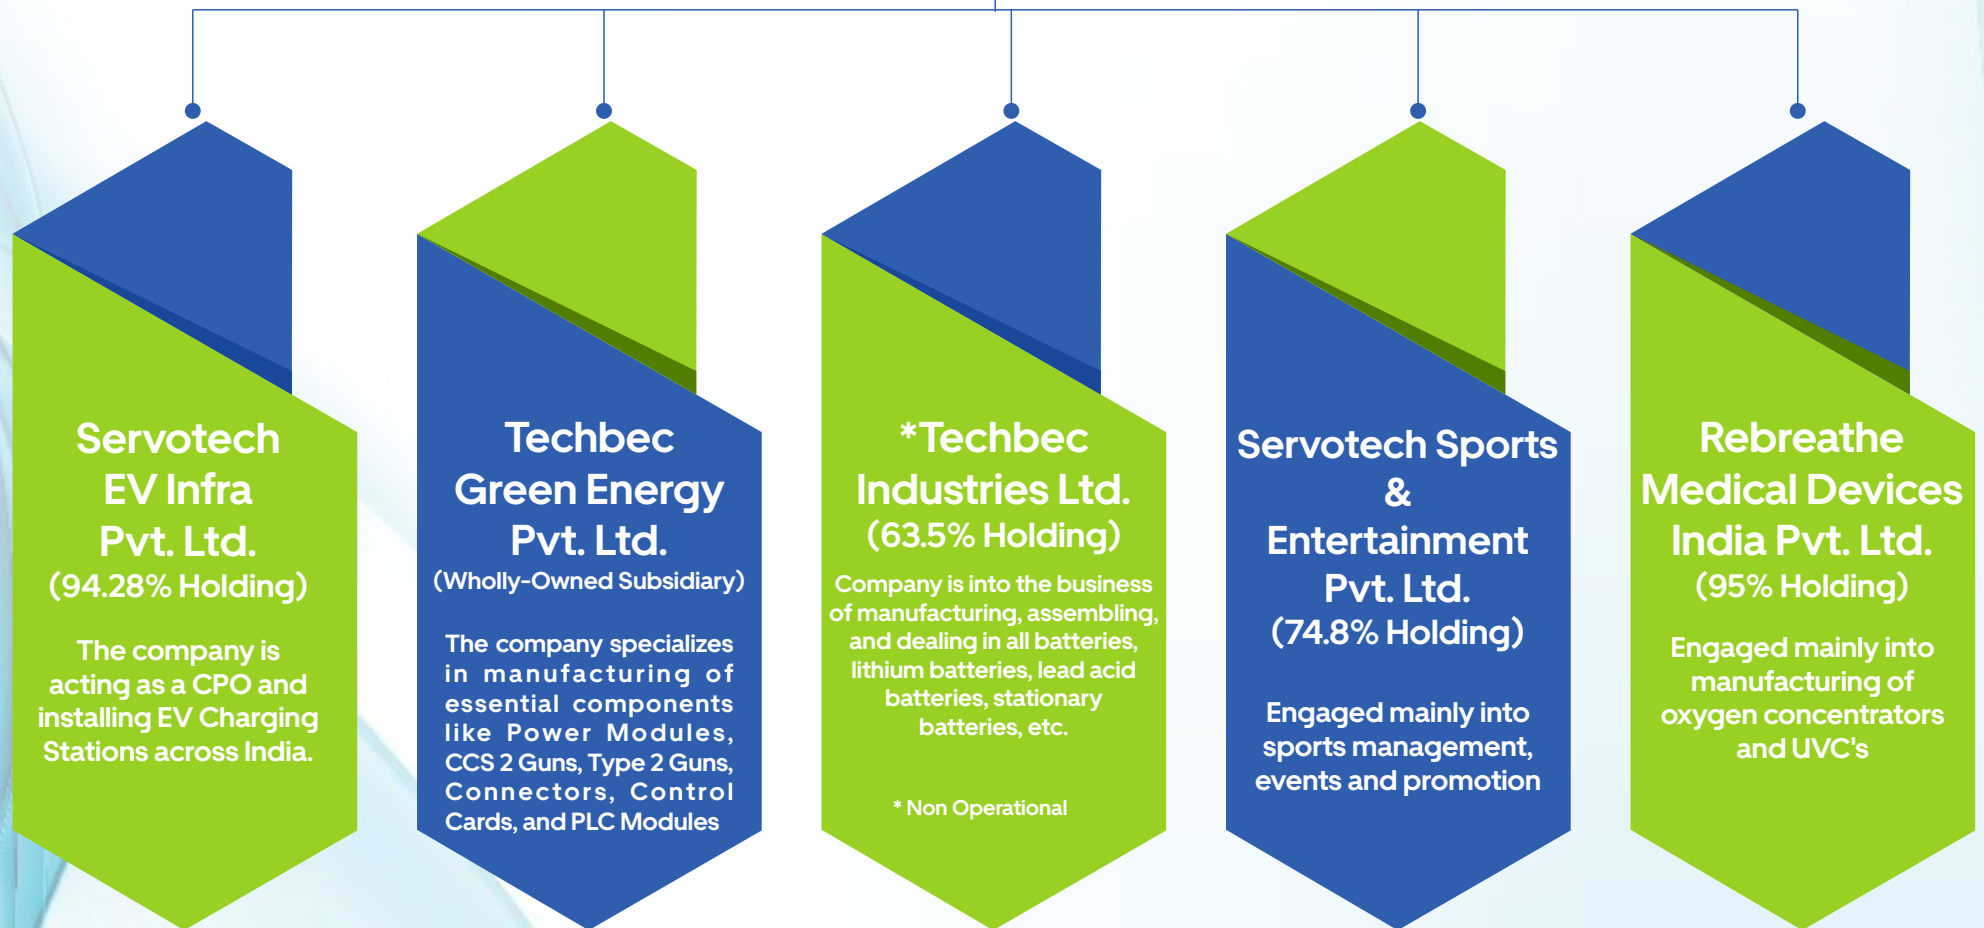 Servotech
EV Infra
Pvt. Ltd.
(94.28% Holding)
The company is
acting as a CPO and
installing EV Charging
Stations across India.
Techbec
Green Energy
Pvt. Ltd.
(Wholly-Owned Subsidiary)
The company specializes
in manufacturing of
essential components
like Power Modules,
CCS 2 Guns, Type 2 Guns,
Connectors, Control
Cards, and PLC Modules
*Techbec
Industries Ltd.
(63.5% Holding)
Company is into the business
of manufacturing, assembling,
and dealing in all batteries,
lithium batteries, lead acid
batteries, stationary
batteries, etc.
* Non Operational
Servotech Sports
&
Entertainment
Pvt. Ltd.
(74.8% Holding)
Engaged mainly into
sports management,
events and promotion
Rebreathe
Medical Devices
India Pvt. Ltd.
(95% Holding)
Engaged mainly into
manufacturing of
oxygen concentrators
and UVC's